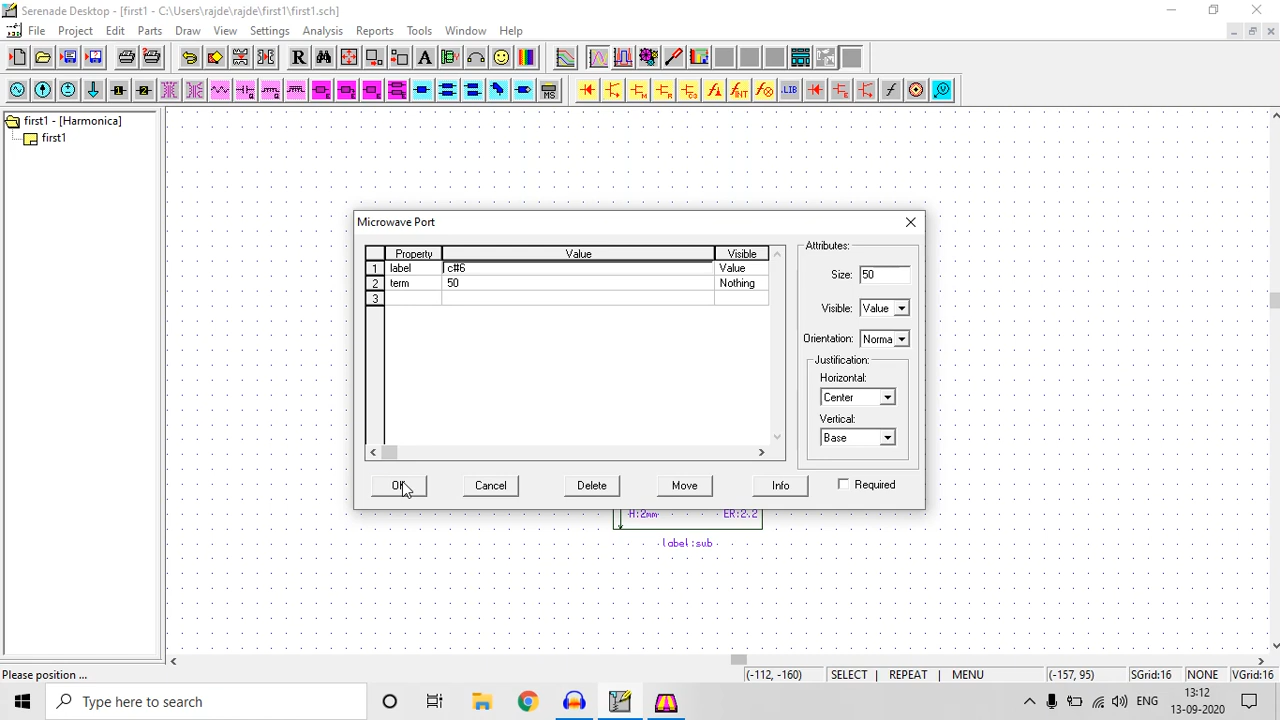 Serenade Desktop - [first1 - C:\Users\rajde\rajde\first1\first1.sch]
File Project Edit Parts Draw View Settings Analysis Reports Tools Window Help
R A
.LIB
MS
first1 - [Harmonica]
first1
Microwave Port
Property Value Visible
1 label c#6 Value
2 term 50 Nothing
3
Attributes:
Size: 50
Visible: Value
Orientation: Norma
Justification:
Horizontal:
Center
Vertical:
Base
OK Cancel Delete Move Info Required
H:2mm ER:2.2
label:sub
Please position ... (-112, -160) SELECT | REPEAT | MENU (-157, 95) SGrid:16 NONE VGrid:16
Type here to search
ENG
13:12
13-09-2020